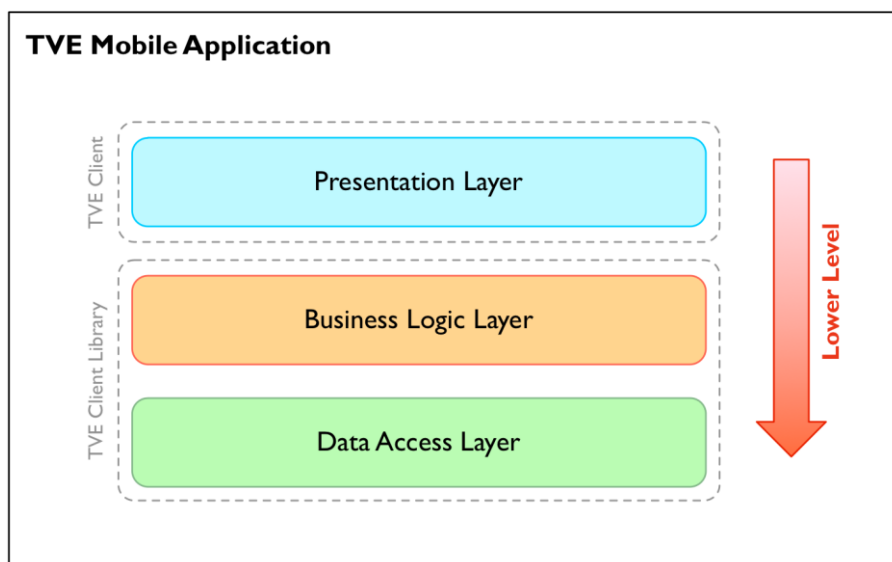 TVE Mobile Application
TVE Client
Presentation Layer
TVE Client Library
Business Logic Layer
Data Access Layer
Lower Level